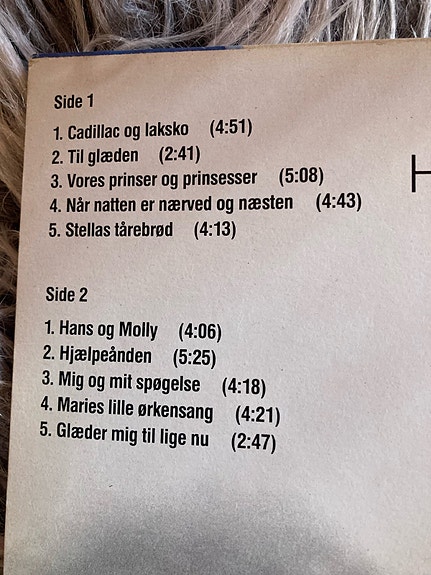 Side 1
1. Cadillac og laksko (4:51)
2. Til glæden (2:41)
3. Vores prinser og prinsesser (5:08)
4. Når natten er nærved og næsten (4:43)
5. Stellas tårebrød (4:13)
Side 2
1. Hans og Molly (4:06)
2. Hjælpeånden (5:25)
3. Mig og mit spøgelse (4:18)
4. Maries lille ørkensang (4:21)
5. Glæder mig til lige nu (2:47)